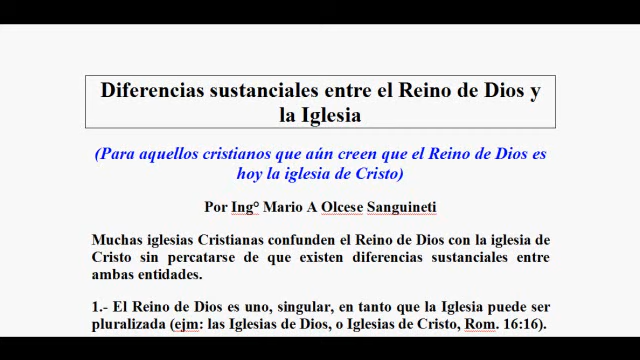 Diferencias sustanciales entre el Reino de Dios y
la Iglesia
(Para aquellos cristianos que aún creen que el Reino de Dios es
hoy la iglesia de Cristo)
Por Ing° Mario A Olcese Sanguineti
Muchas iglesias Cristianas confunden el Reino de Dios con la iglesia de
Cristo sin percatarse de que existen diferencias sustanciales entre
ambas entidades.
1.- El Reino de Dios es uno, singular, en tanto que la Iglesia puede ser
pluralizada (ejm: las Iglesias de Dios, o Iglesias de Cristo, Rom. 16:16).